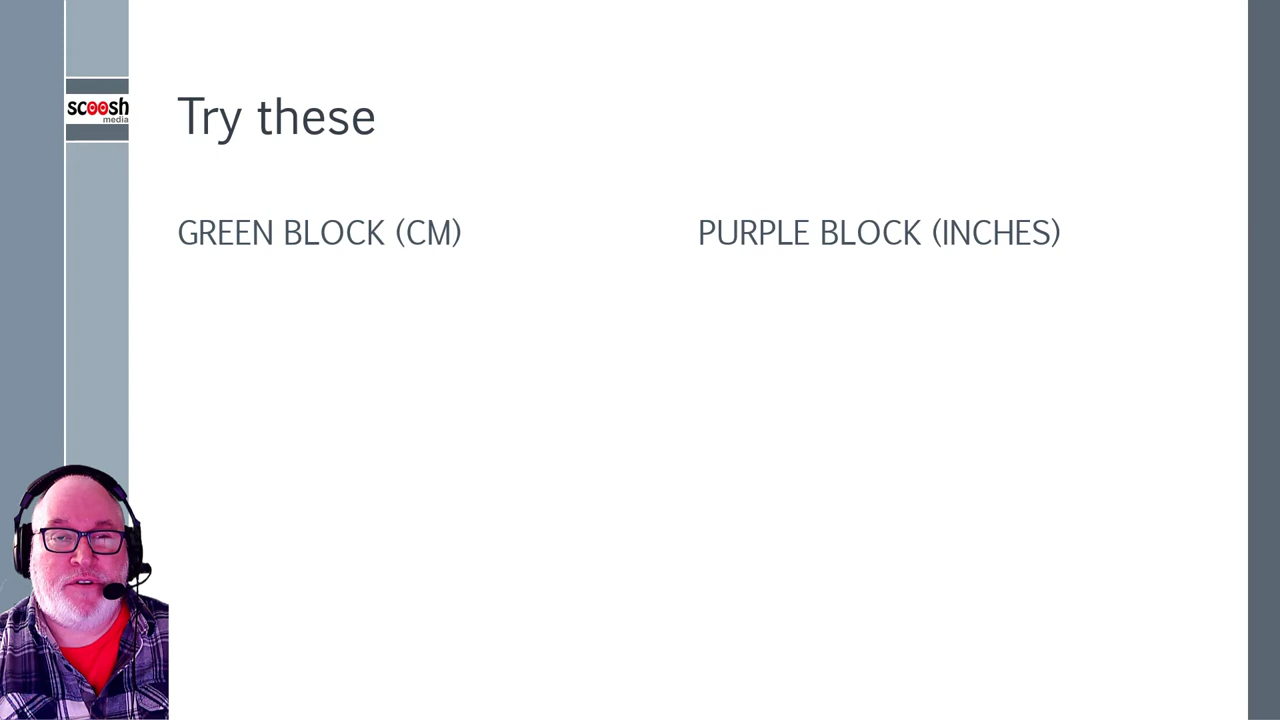 scoosh
media
Try these
GREEN BLOCK (CM)
PURPLE BLOCK (INCHES)